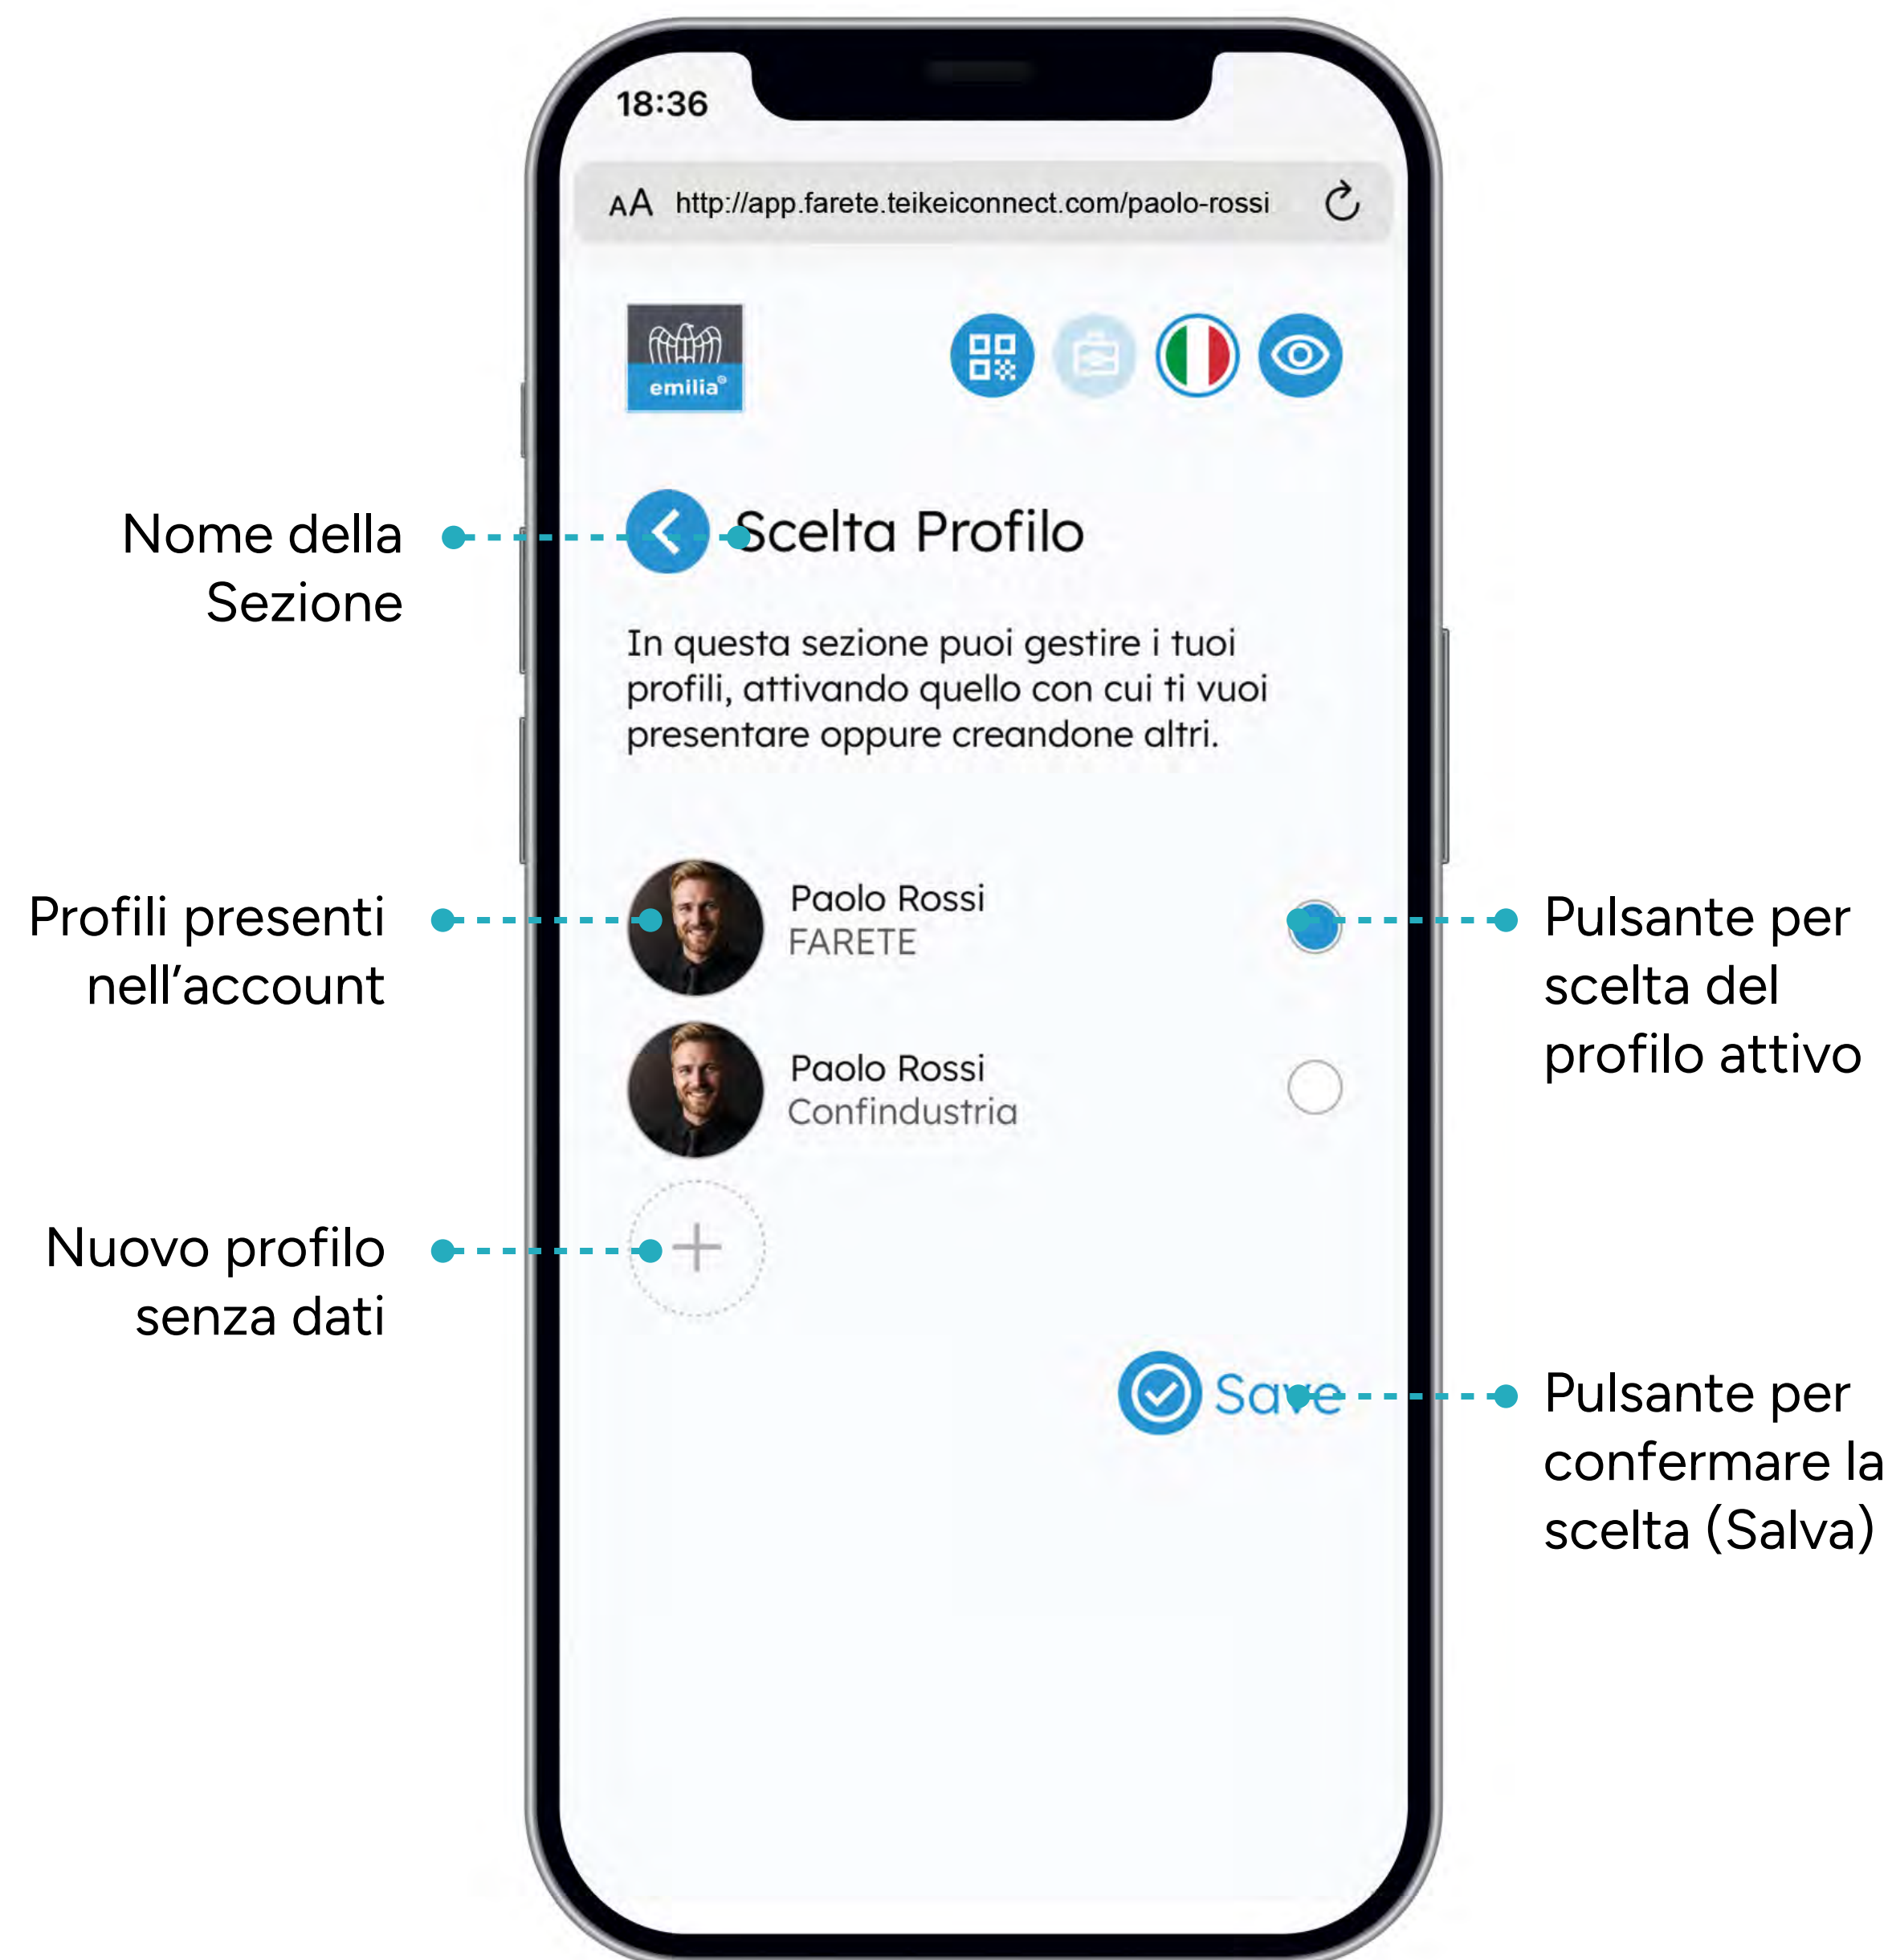 18:36
AA http://app.farete.teikeiconnect.com/paolo-rossi
emilia®
Nome della
Sezione
Scelta Profilo
In questa sezione puoi gestire i tuoi
profili, attivando quello con cui ti vuoi
presentare oppure creandone altri.
Profili presenti
nell’account
Paolo Rossi
FARETE
Pulsante per
scelta del
profilo attivo
Paolo Rossi
Confindustria
Nuovo profilo
senza dati
Save
Pulsante per
confermare la
scelta (Salva)